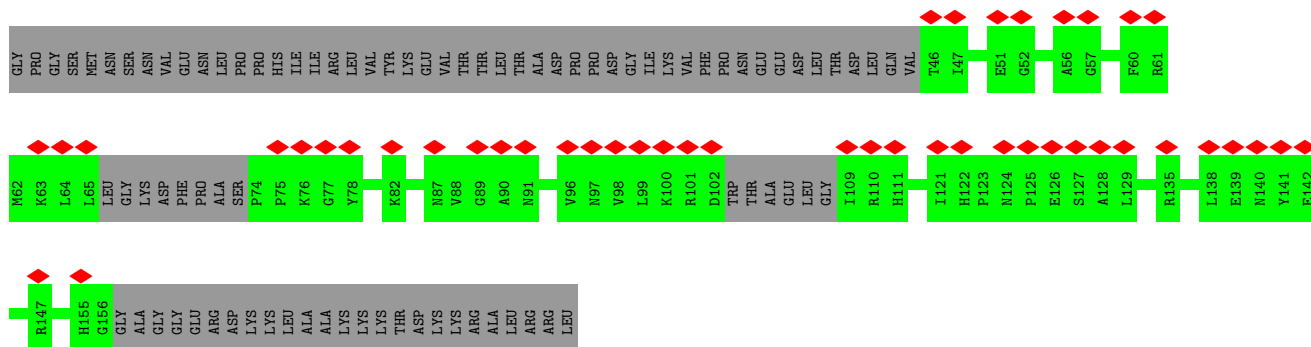 GLY PRO GLY SER MET ASN SER ASN VAL GLU ASN LEU PRO PRO HIS ILE ILE ARG LEU VAL TYR LYS GLU VAL THR THR LEU THR ALA ASP PRO PRO ASP GLY ILE LYS VAL PHE PRO ASN GLU GLU ASP LEU THR ASP LEU GLN VAL T46 I47 E51 G52 A56 G57 F60 R61
M62 K63 L64 L65 LEU GLY LYS ASP PHE PRO ALA SER P74 P75 K76 G77 Y78 K82 N87 V88 G89 A90 N91 V96 N97 V98 L99 K100 R101 D102 TRP THR ALA GLU LEU GLY I109 R110 H111 I121 H122 P123 N124 P125 E126 S127 A128 L129 R135 L138 E139 N140 Y141 E142
R147 H155 G156 GLY ALA GLY GLY GLU ARG ASP LYS LYS LEU ALA ALA LYS LYS LYS THR ASP LYS LYS ARG ALA LEU ARG ARG LEU